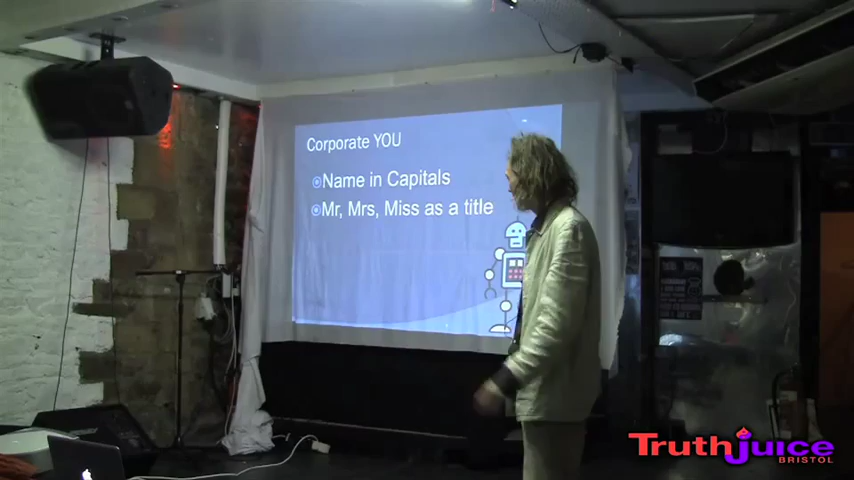 Corporate YOU
Name in Capitals
Mr, Mrs, Miss as a title
Truthjuice
BRISTOL